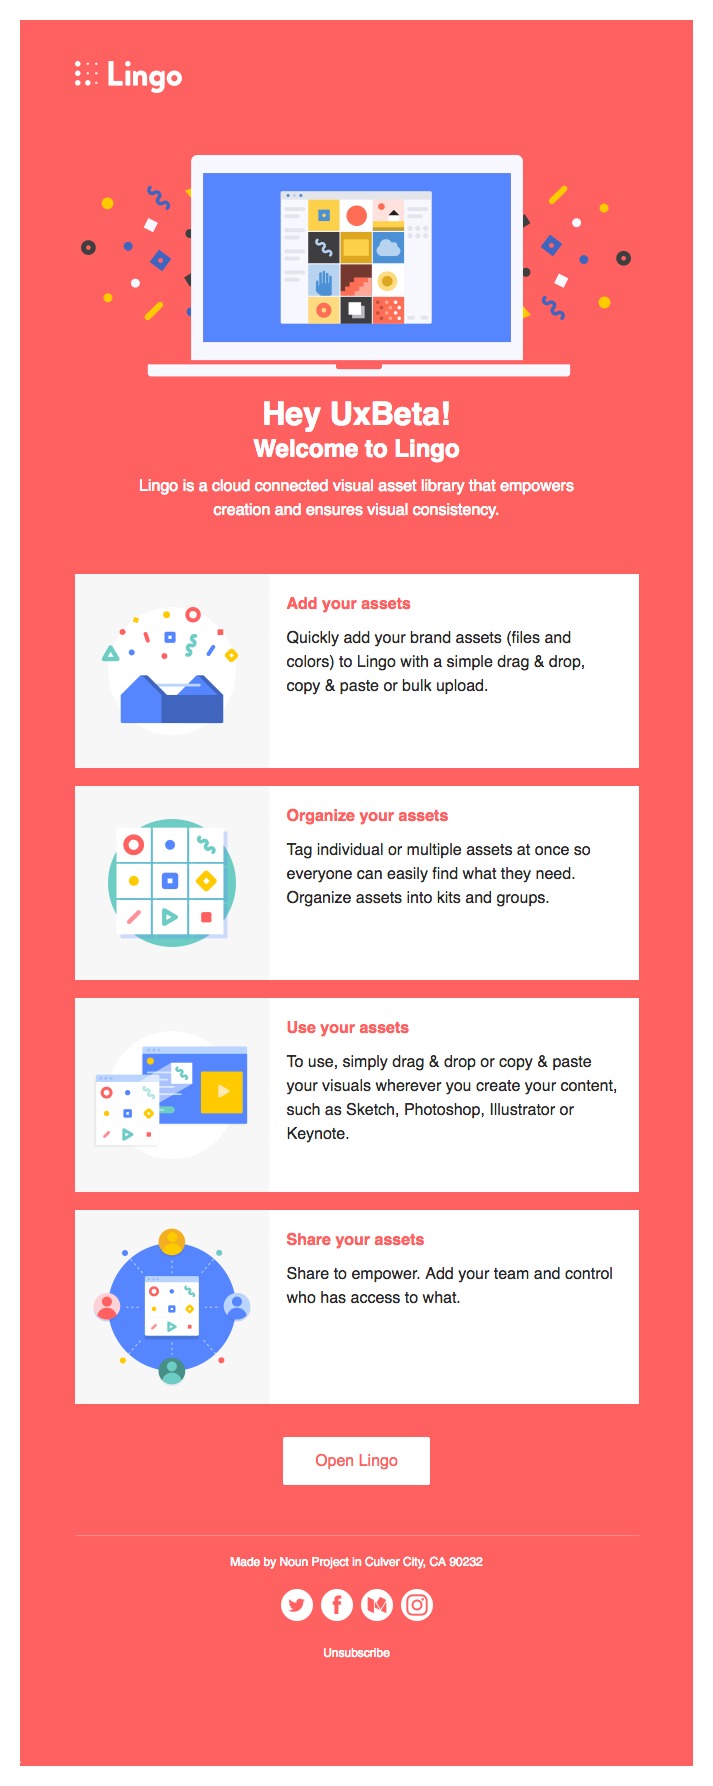 Lingo
Hey UxBeta!
Welcome to Lingo
Lingo is a cloud connected visual asset library that empowers
creation and ensures visual consistency.
Add your assets
Quickly add your brand assets (files and
colors) to Lingo with a simple drag & drop,
copy & paste or bulk upload.
Organize your assets
Tag individual or multiple assets at once so
everyone can easily find what they need.
Organize assets into kits and groups.
Use your assets
To use, simply drag & drop or copy & paste
your visuals wherever you create your content,
such as Sketch, Photoshop, Illustrator or
Keynote.
Share your assets
Share to empower. Add your team and control
who has access to what.
Open Lingo
Made by Noun Project in Culver City, CA 90232
Unsubscribe